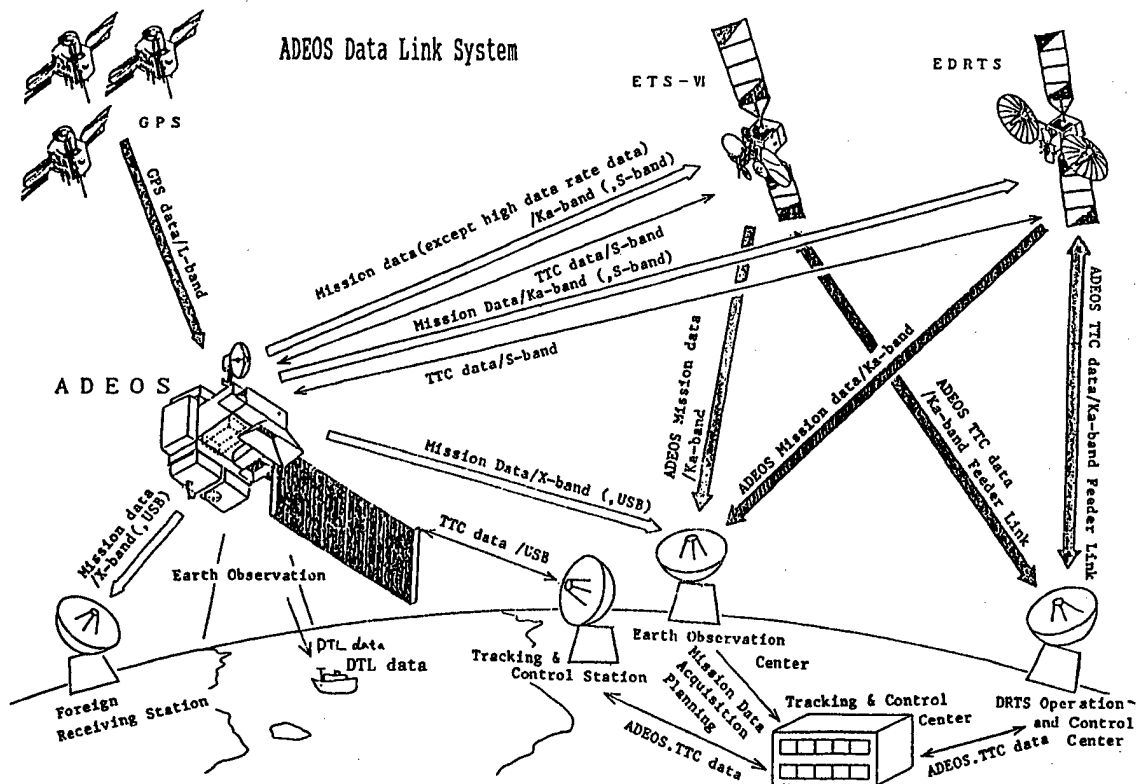 ADEOS Data Link System
GPS
ETS-VI
EDRTS
GPS data/L-band
Mission data(except high data rate data)
/Ka-band (,S-band)
TTC data/S-band
Mission Data/Ka-band (,S-band)
TTC data/S-band
ADEOS
ADEOS Mission data
/Ka-band
ADEOS Mission data/Ka-band
ADEOS TTC data
/Ka-band Feeder Link
ADEOS TTC data/Ka-band Feeder Link
Mission Data/X-band (,USB)
Mission data
/X-band(,USB)
TTC data /USB
Earth Observation
DTL data
DTL data
Foreign
Receiving Station
Tracking &
Control Station
Earth Observation
Center
Mission Data
Acquisition
Planning
ADEOS.TTC data
Tracking & Control
Center
ADEOS.TTC data
DRTS Operation
and Control
Center